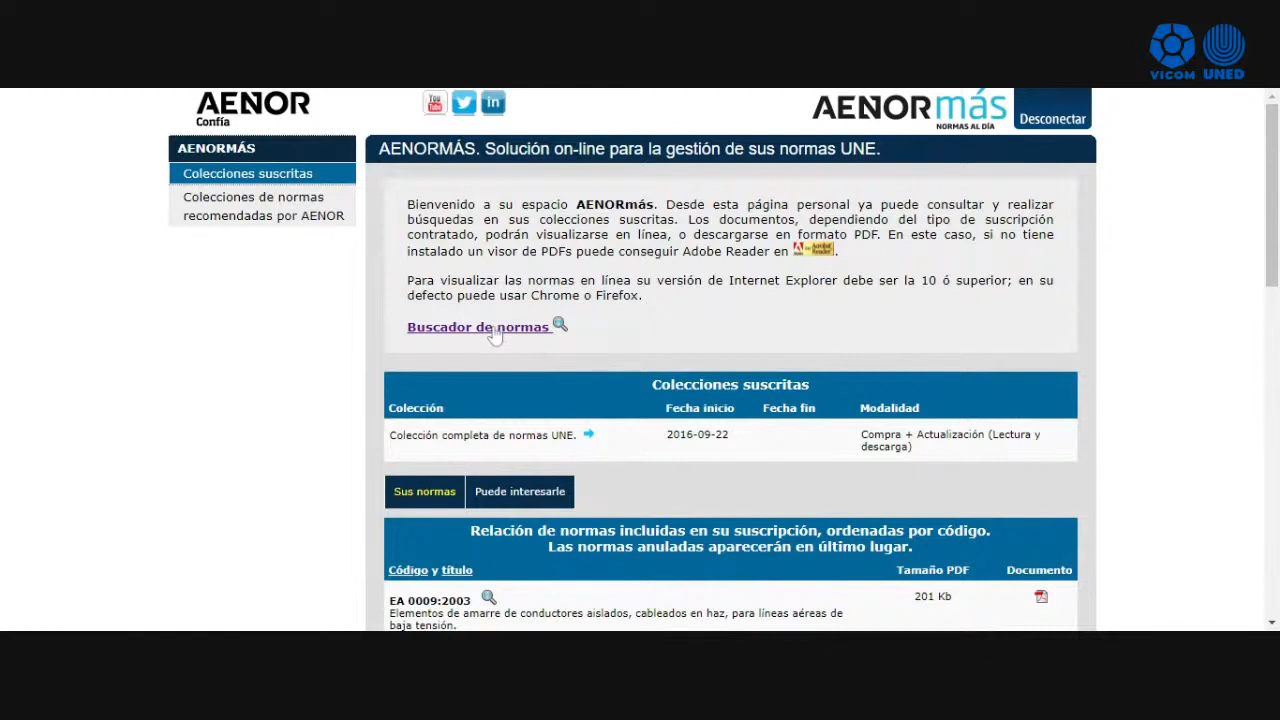 VICOM UNED
AENOR
Confía
You Tube
in
AENORmás
NORMAS AL DÍA
Desconectar
AENORMÁS
Colecciones suscritas
Colecciones de normas
recomendadas por AENOR
AENORMÁS. Solución on-line para la gestión de sus normas UNE.
Bienvenido a su espacio AENORmás. Desde esta página personal ya puede consultar y realizar
búsquedas en sus colecciones suscritas. Los documentos, dependiendo del tipo de suscripción
contratado, podrán visualizarse en línea, o descargarse en formato PDF. En este caso, si no tiene
instalado un visor de PDFs puede conseguir Adobe Reader en .
Para visualizar las normas en línea su versión de Internet Explorer debe ser la 10 ó superior; en su
defecto puede usar Chrome o Firefox.
Buscador de normas
Colecciones suscritas
Colección Fecha inicio Fecha fin Modalidad
Colección completa de normas UNE. 2016-09-22 Compra + Actualización (Lectura y
descarga)
Sus normas Puede interesarle
Relación de normas incluidas en su suscripción, ordenadas por código.
Las normas anuladas aparecerán en último lugar.
Código y título Tamaño PDF Documento
EA 0009:2003 201 Kb
Elementos de amarre de conductores aislados, cableados en haz, para líneas aéreas de
baja tensión.